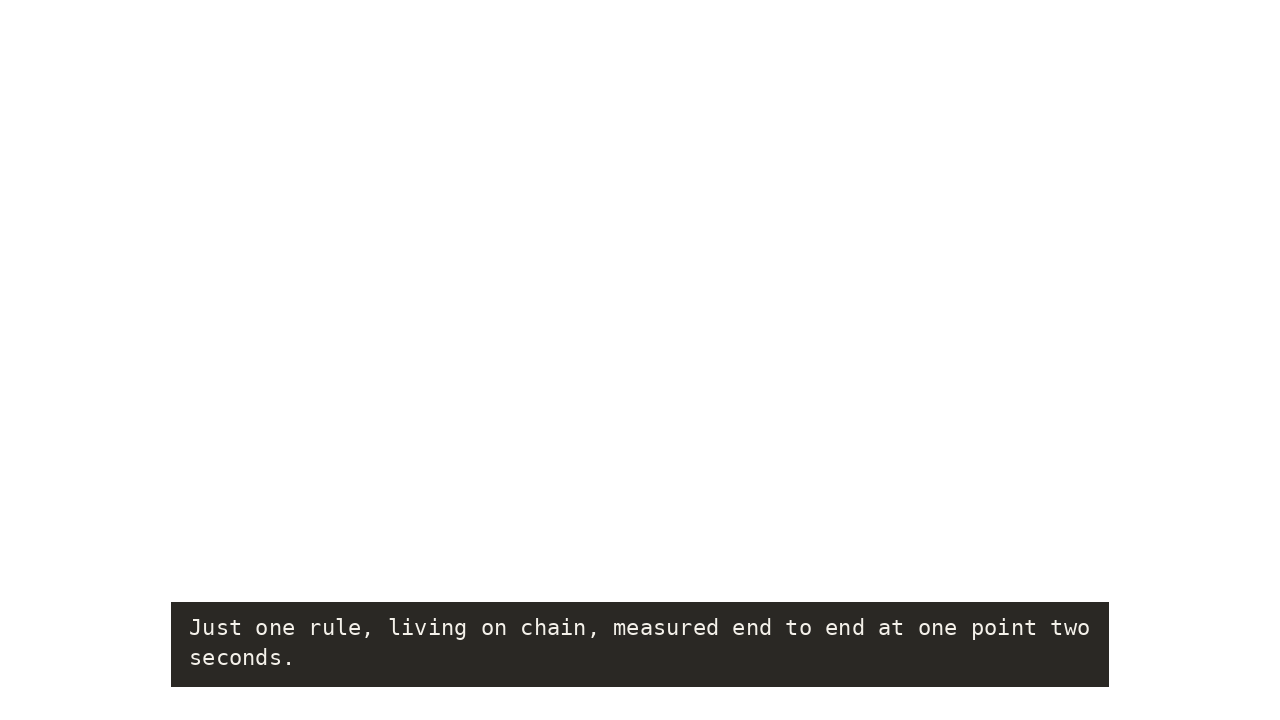 Just one rule, living on chain, measured end to end at one point two
seconds.